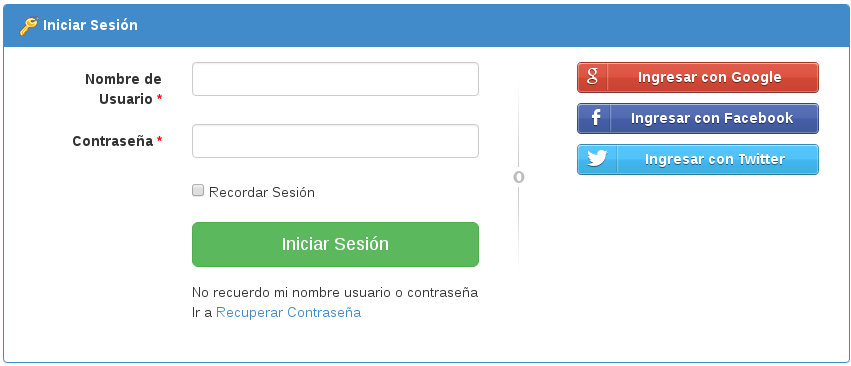 Iniciar Sesión
Nombre de
Usuario *
Contraseña *
Recordar Sesión
Iniciar Sesión
No recuerdo mi nombre usuario o contraseña
Ir a Recuperar Contraseña
O
g Ingresar con Google
f Ingresar con Facebook
Ingresar con Twitter